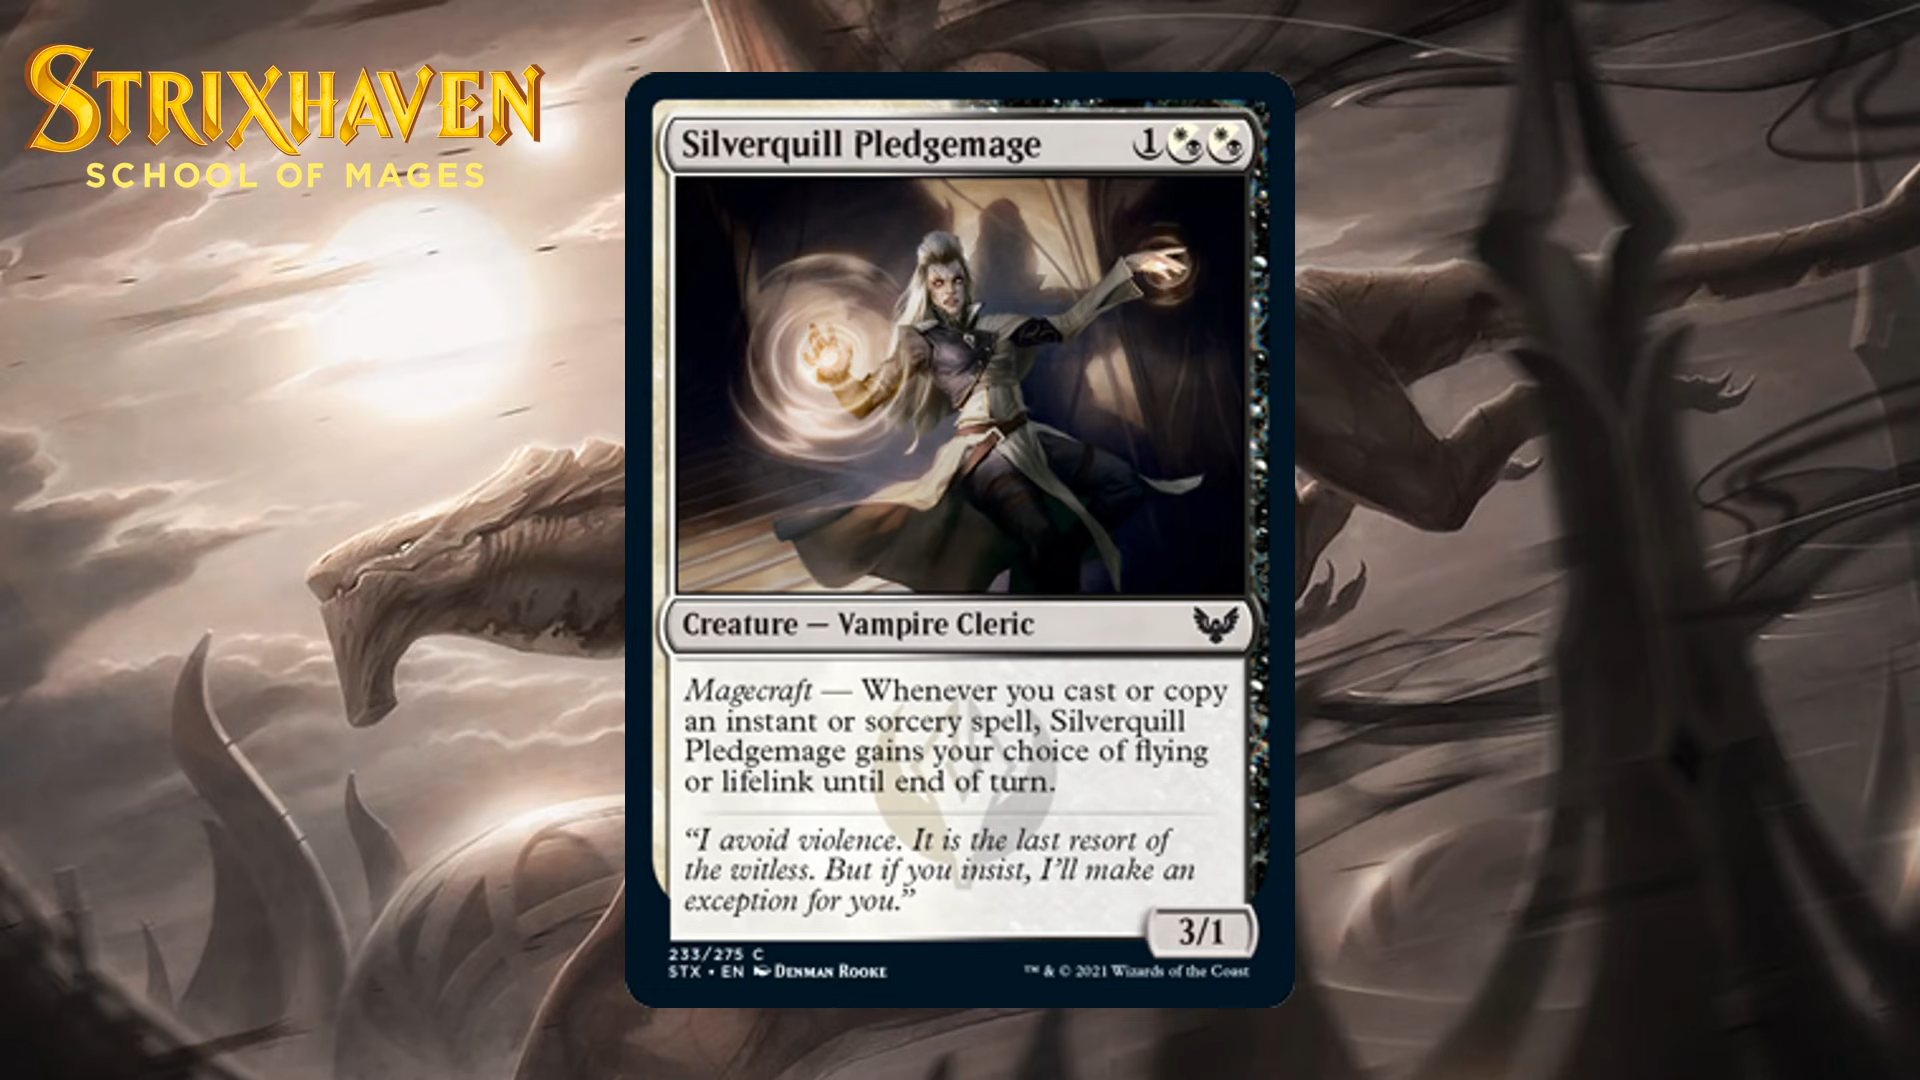 STRIXHAVEN
SCHOOL OF MAGES
Silverquill Pledgemage 1
Creature — Vampire Cleric
Magecraft — Whenever you cast or copy
an instant or sorcery spell, Silverquill
Pledgemage gains your choice of flying
or lifelink until end of turn.
“I avoid violence. It is the last resort of
the witless. But if you insist, I’ll make an
exception for you.”
3/1
233/275 C
STX • EN DENMAN ROOKE
™ & © 2021 Wizards of the Coast